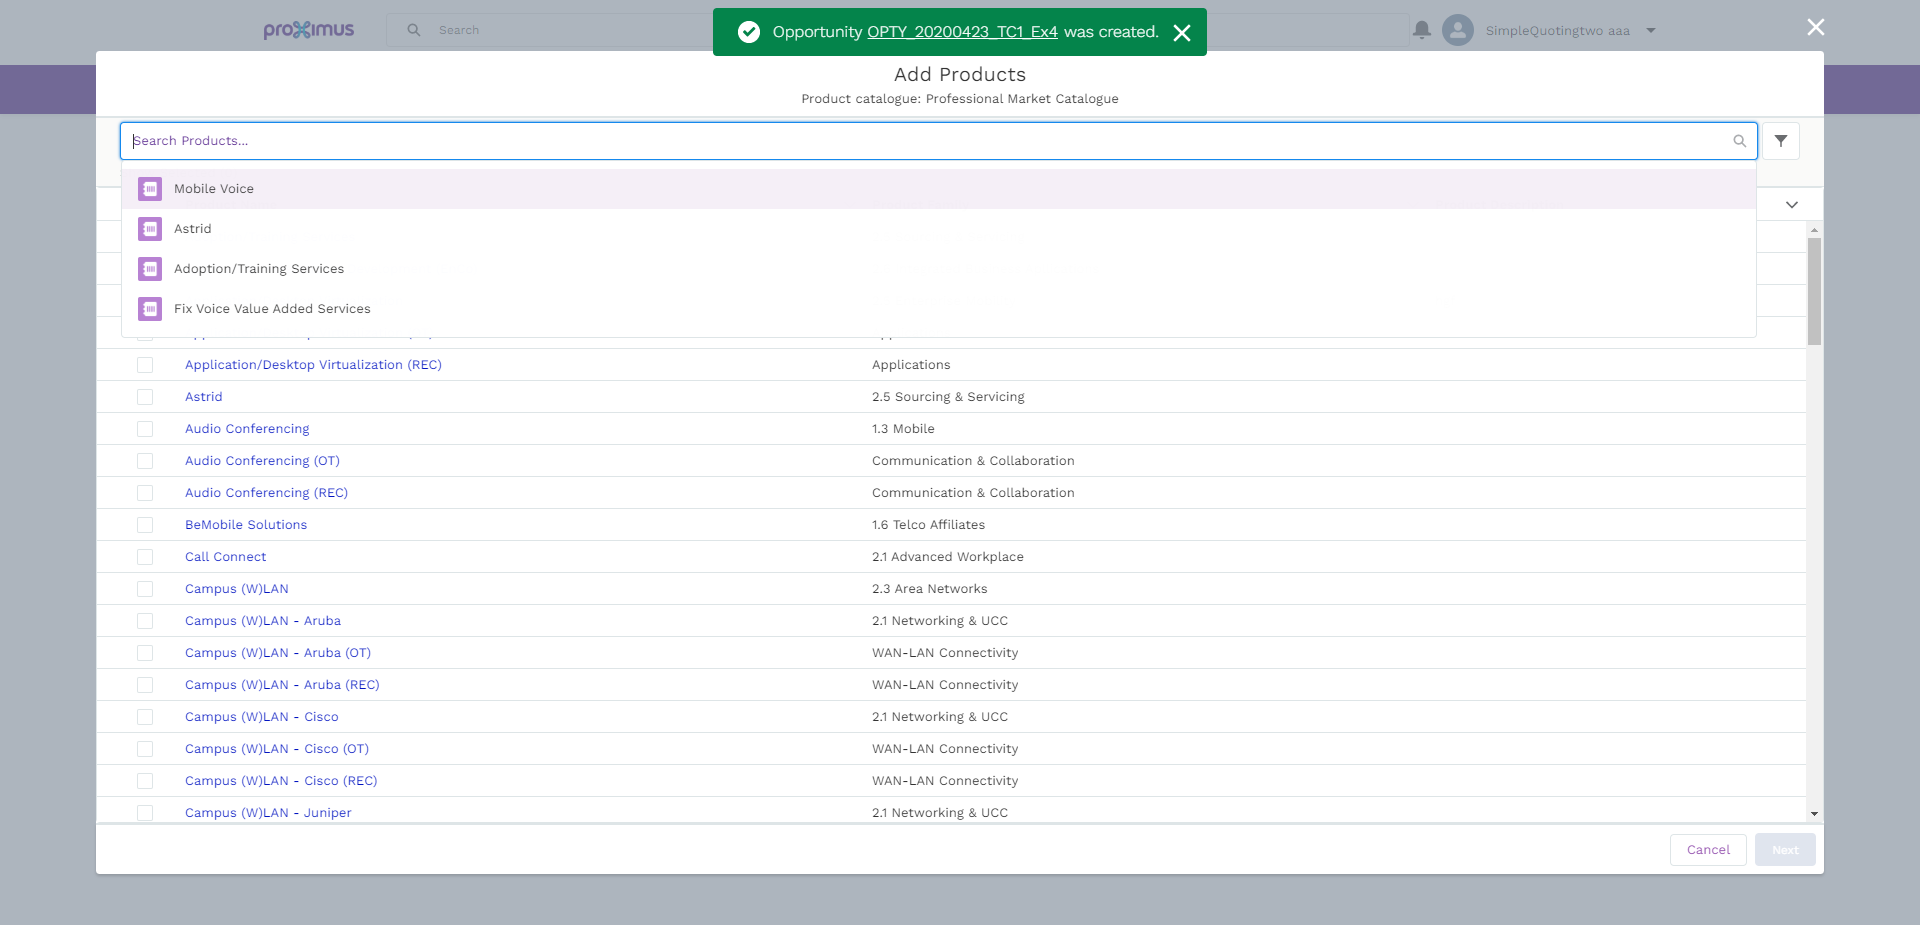 proximus
Search
Opportunity OPTY_20200423_TC1_Ex4 was created.
SimpleQuotingtwo aaa
Add Products
Product catalogue: Professional Market Catalogue
Search Products...
Mobile Voice
Astrid
Adoption/Training Services
Fix Voice Value Added Services
Application/Desktop Virtualization (REC) Applications
Astrid 2.5 Sourcing & Servicing
Audio Conferencing 1.3 Mobile
Audio Conferencing (OT) Communication & Collaboration
Audio Conferencing (REC) Communication & Collaboration
BeMobile Solutions 1.6 Telco Affiliates
Call Connect 2.1 Advanced Workplace
Campus (W)LAN 2.3 Area Networks
Campus (W)LAN - Aruba 2.1 Networking & UCC
Campus (W)LAN - Aruba (OT) WAN-LAN Connectivity
Campus (W)LAN - Aruba (REC) WAN-LAN Connectivity
Campus (W)LAN - Cisco 2.1 Networking & UCC
Campus (W)LAN - Cisco (OT) WAN-LAN Connectivity
Campus (W)LAN - Cisco (REC) WAN-LAN Connectivity
Campus (W)LAN - Juniper 2.1 Networking & UCC
Cancel
Next